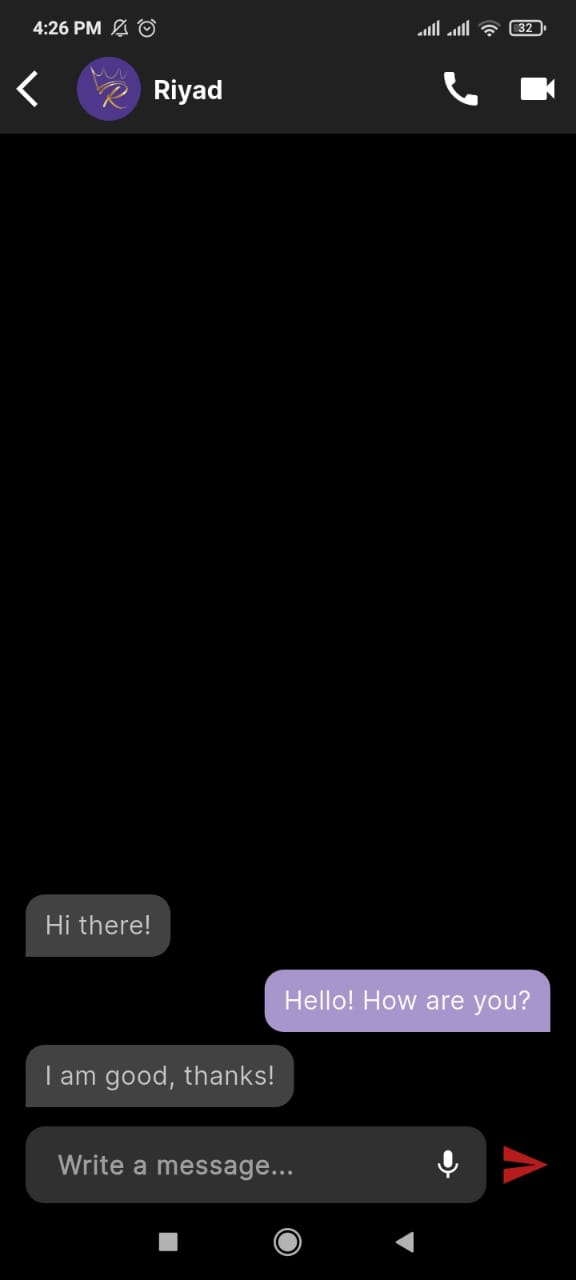 4:26 PM
32
R
Riyad
Hi there!
Hello! How are you?
I am good, thanks!
Write a message...